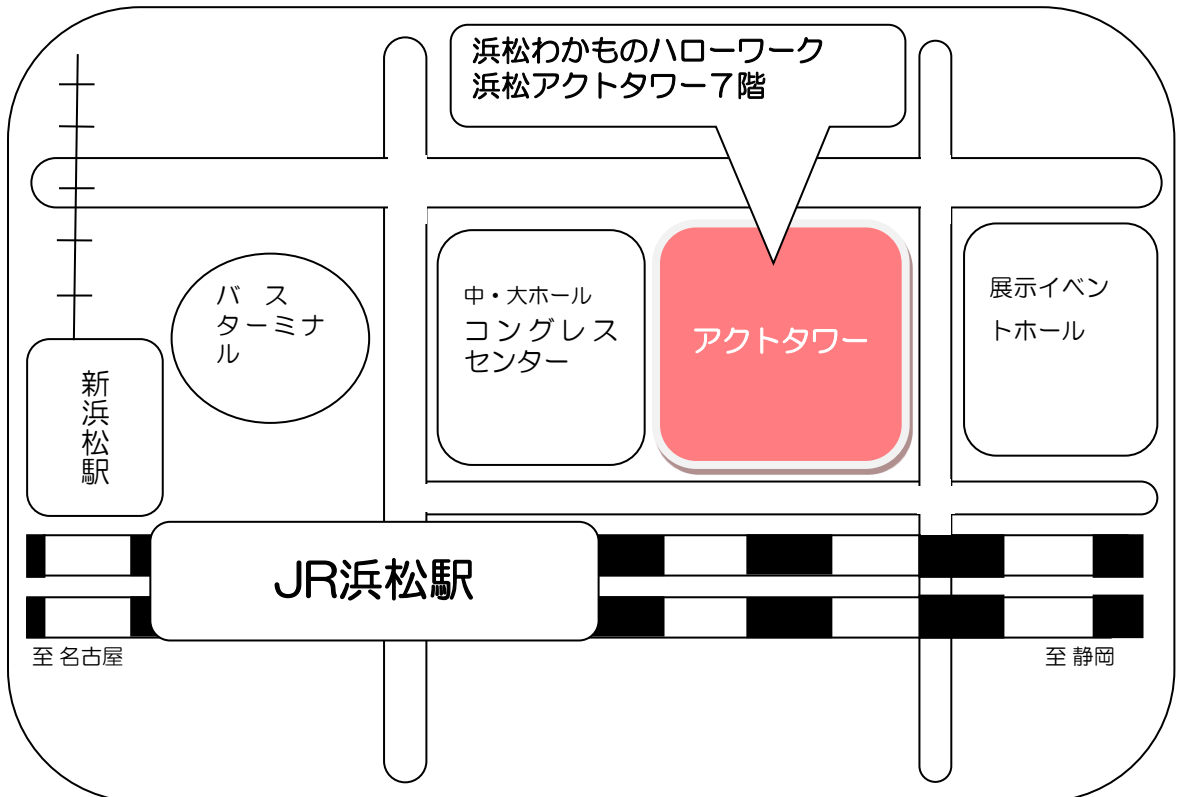 浜松わかものハローワーク
浜松アクトタワー７階
バ　ス
ターミナ
ル
中・大ホール
コングレス
センター
アクトタワー
展示イベン
トホール
新浜松駅
JR浜松駅
至 名古屋
至 静岡